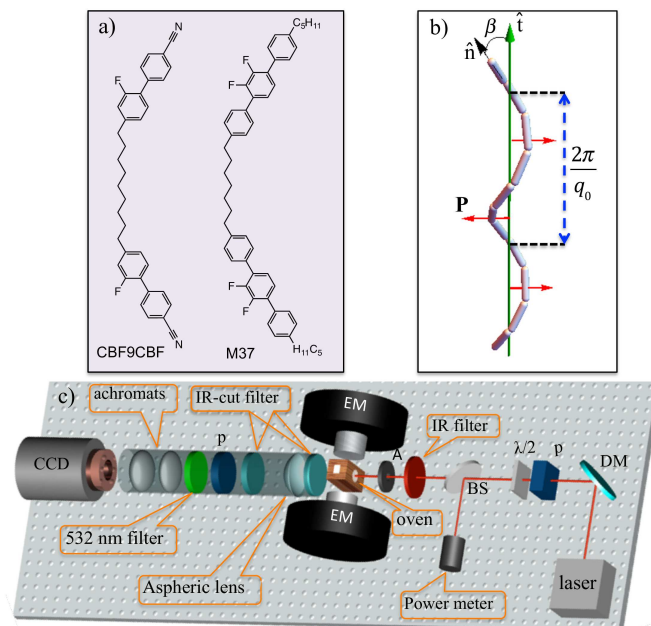 a)
C5H11
N
F
F
F
F
F
F
N
H11C5
CBF9CBF
M37
b)
β
t̂
n̂
2π
q0
P
c)
achromats
IR-cut filter
p
EM
IR filter
λ/2
p
DM
CCD
A
BS
532 nm filter
EM
oven
Aspheric lens
Power meter
laser